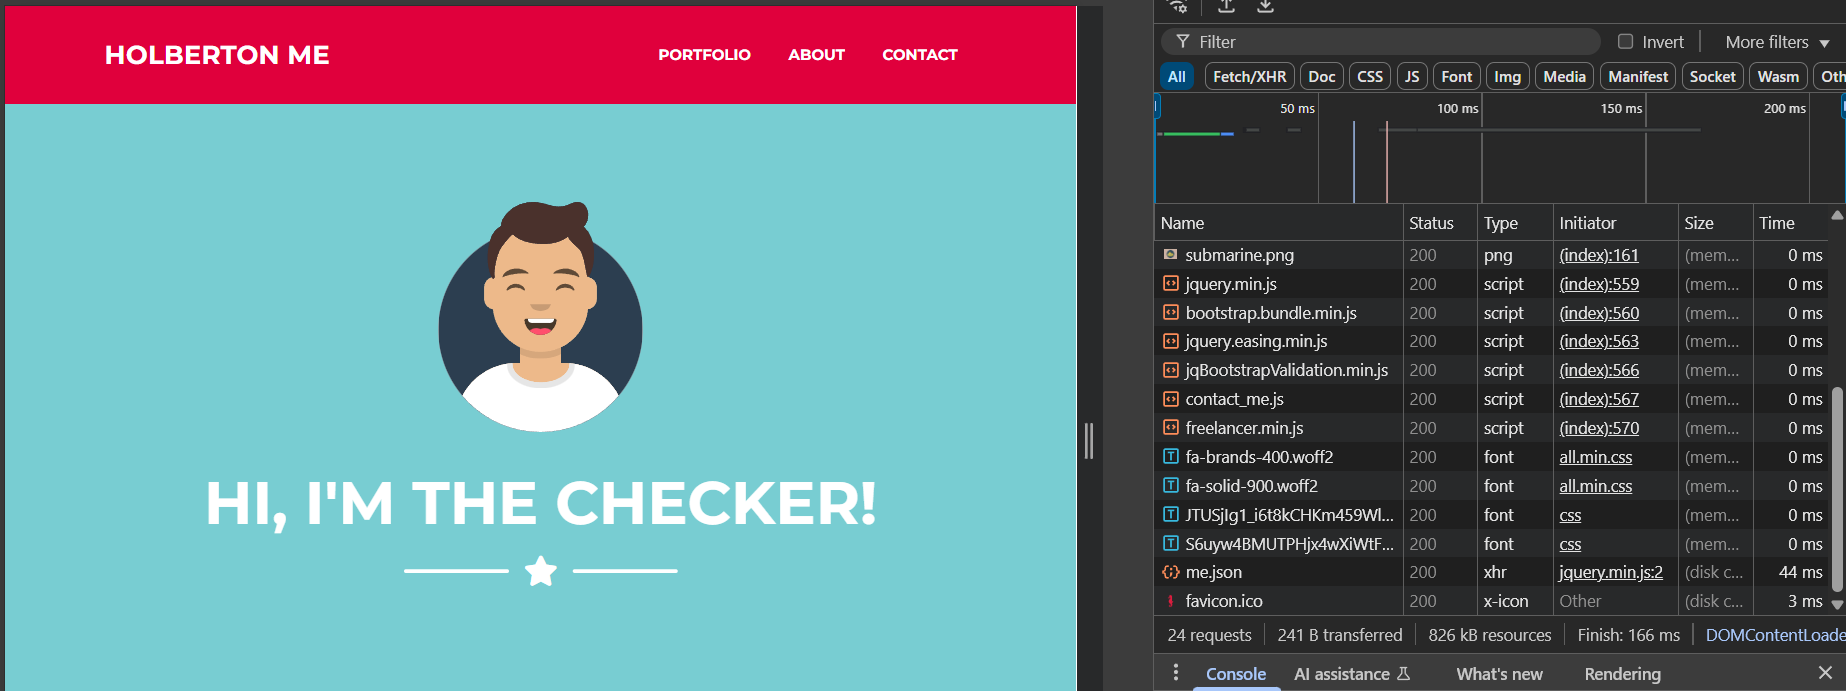 HOLBERTON ME
PORTFOLIO ABOUT CONTACT
HI, I'M THE CHECKER!
Filter Invert More filters
All Fetch/XHR Doc CSS JS Font Img Media Manifest Socket Wasm Oth
50 ms 100 ms 150 ms 200 ms
Name Status Type Initiator Size Time
submarine.png 200 png (index):161 (mem... 0 ms
jquery.min.js 200 script (index):559 (mem... 0 ms
bootstrap.bundle.min.js 200 script (index):560 (mem... 0 ms
jquery.easing.min.js 200 script (index):563 (mem... 0 ms
jqBootstrapValidation.min.js 200 script (index):566 (mem... 0 ms
contact_me.js 200 script (index):567 (mem... 0 ms
freelancer.min.js 200 script (index):570 (mem... 0 ms
fa-brands-400.woff2 200 font all.min.css (mem... 0 ms
fa-solid-900.woff2 200 font all.min.css (mem... 0 ms
JTUSjIg1_i6t8kCHKm459Wl... 200 font css (mem... 0 ms
S6uyw4BMUTPHjx4wXiWtF... 200 font css (mem... 0 ms
me.json 200 xhr jquery.min.js:2 (disk c... 44 ms
favicon.ico 200 x-icon Other (disk c... 3 ms
24 requests 241 B transferred 826 kB resources Finish: 166 ms DOMContentLoade
Console AI assistance What's new Rendering